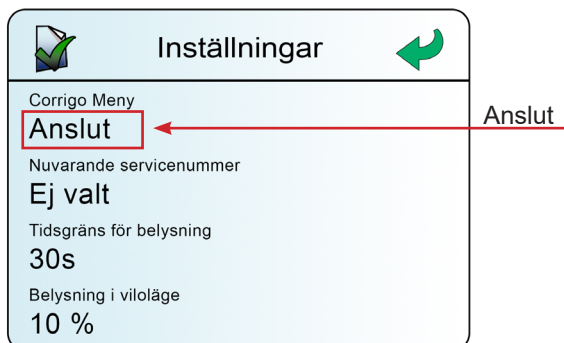 Inställningar
Corrigo Meny
Anslut
Anslut
Nuvarande servicenummer
Ej valt
Tidsgräns för belysning
30s
Belysning i viloläge
10 %